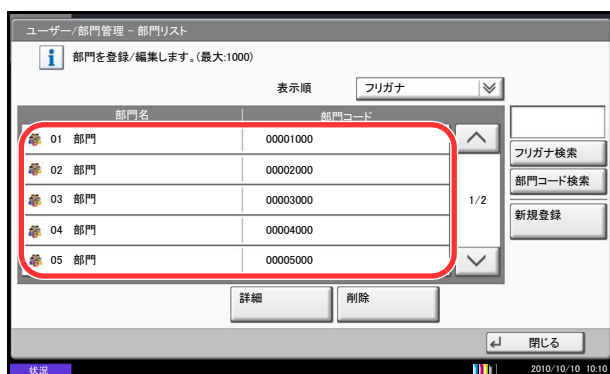 ユーザー/部門管理 - 部門リスト
部門を登録/編集します。(最大:1000)
表示順 フリガナ
部門名 部門コード
01 部門 00001000
02 部門 00002000
03 部門 00003000
04 部門 00004000
05 部門 00005000
1/2
フリガナ検索
部門コード検索
新規登録
詳細 削除
閉じる
状況 2010/10/10 10:10